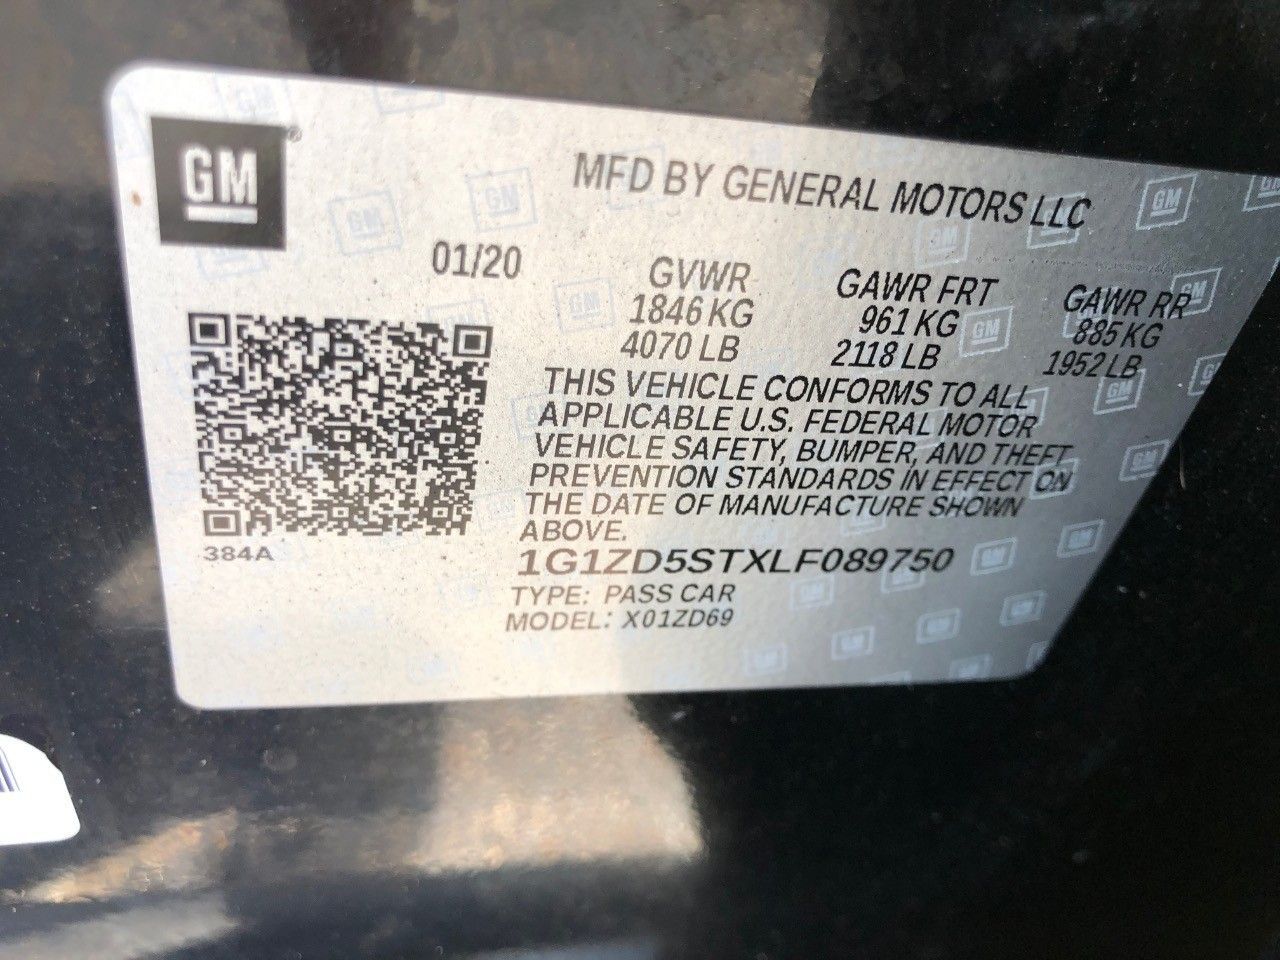 GM
MFD BY GENERAL MOTORS LLC
01/20
GVWR GAWR FRT GAWR RR
1846 KG 961 KG 885 KG
4070 LB 2118 LB 1952 LB
THIS VEHICLE CONFORMS TO ALL
APPLICABLE U.S. FEDERAL MOTOR
VEHICLE SAFETY, BUMPER, AND THEFT
PREVENTION STANDARDS IN EFFECT ON
THE DATE OF MANUFACTURE SHOWN
ABOVE.
384A
1G1ZD5STXLF089750
TYPE: PASS CAR
MODEL: X01ZD69